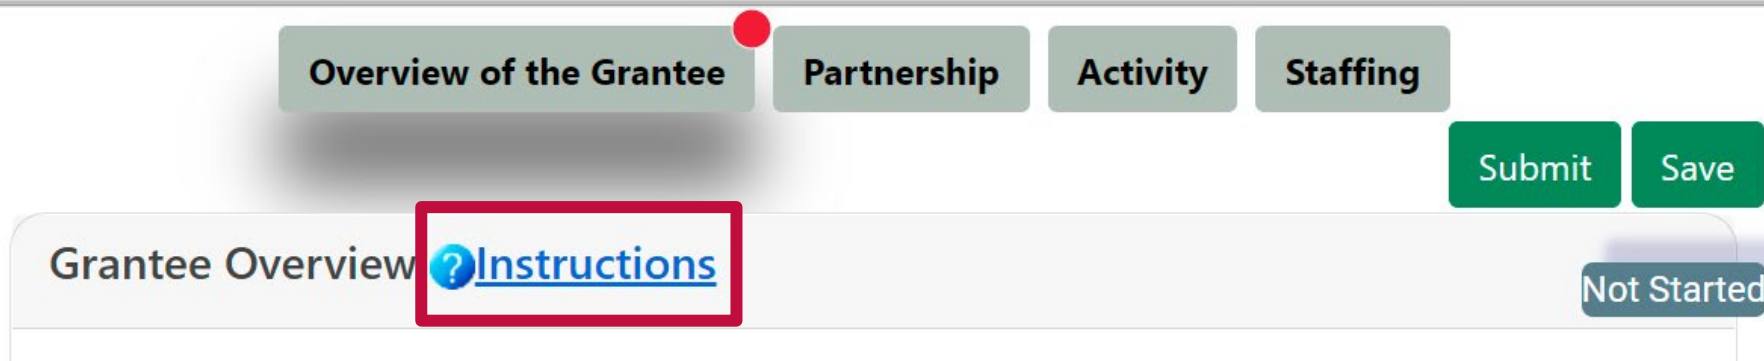 Overview of the Grantee Partnership Activity Staffing
Submit Save
Grantee Overview ?Instructions
Not Started